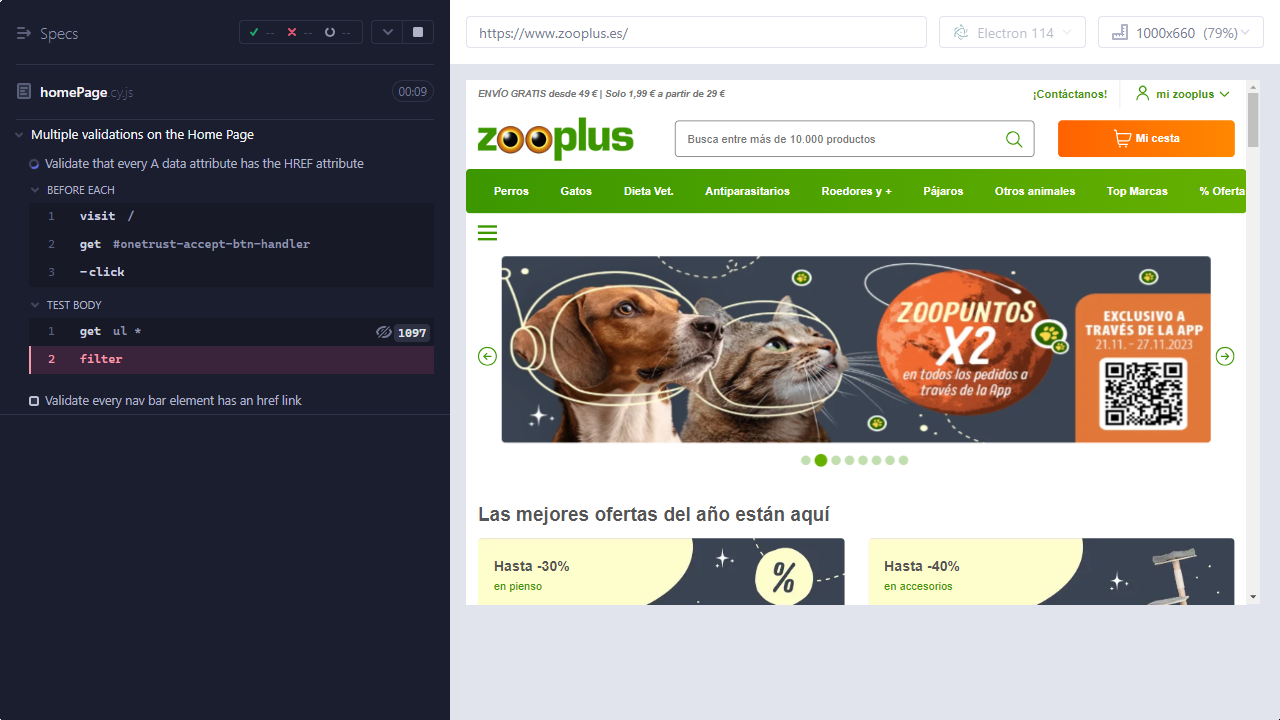 Specs
-- -- --
https://www.zooplus.es/
Electron 114
1000x660 (79%)
homePage.cy.js
00:09
Multiple validations on the Home Page
Validate that every A data attribute has the HREF attribute
BEFORE EACH
1 visit /
2 get #onetrust-accept-btn-handler
3 -click
TEST BODY
1 get ul * 1097
2 filter
Validate every nav bar element has an href link
ENVÍO GRATIS desde 49 € | Solo 1,99 € a partir de 29 €
¡Contáctanos!
mi zooplus
zooplus
Busca entre más de 10.000 productos
Mi cesta
Perros Gatos Dieta Vet. Antiparasitarios Roedores y + Pájaros Otros animales Top Marcas % Oferta
ZOOPUNTOS
X2
en todos los pedidos a
través de la App
EXCLUSIVO A
TRAVÉS DE LA APP
21.11. - 27.11.2023
Las mejores ofertas del año están aquí
Hasta -30%
en pienso
%
Hasta -40%
en accesorios